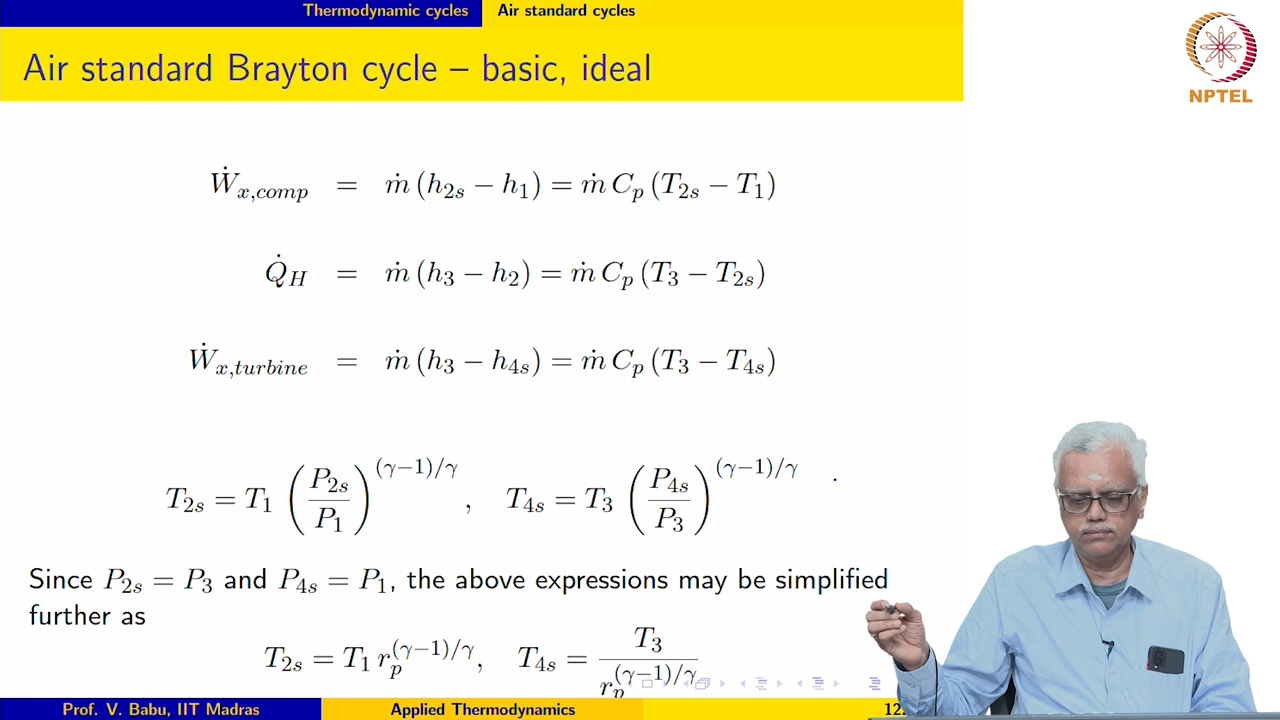 Thermodynamic cycles Air standard cycles
Air standard Brayton cycle – basic, ideal
NPTEL
Ẇ_{x,comp} = ṁ (h_{2s} − h_1) = ṁ C_p (T_{2s} − T_1)
Q̇_H = ṁ (h_3 − h_2) = ṁ C_p (T_3 − T_{2s})
Ẇ_{x,turbine} = ṁ (h_3 − h_{4s}) = ṁ C_p (T_3 − T_{4s})
T_{2s} = T_1 (P_{2s}/P_1)^{(γ−1)/γ}, T_{4s} = T_3 (P_{4s}/P_3)^{(γ−1)/γ}
Since P_{2s} = P_3 and P_{4s} = P_1, the above expressions may be simplified
further as
T_{2s} = T_1 r_p^{(γ−1)/γ}, T_{4s} = T_3/r_p^{(γ−1)/γ}
Prof. V. Babu, IIT Madras Applied Thermodynamics 12.